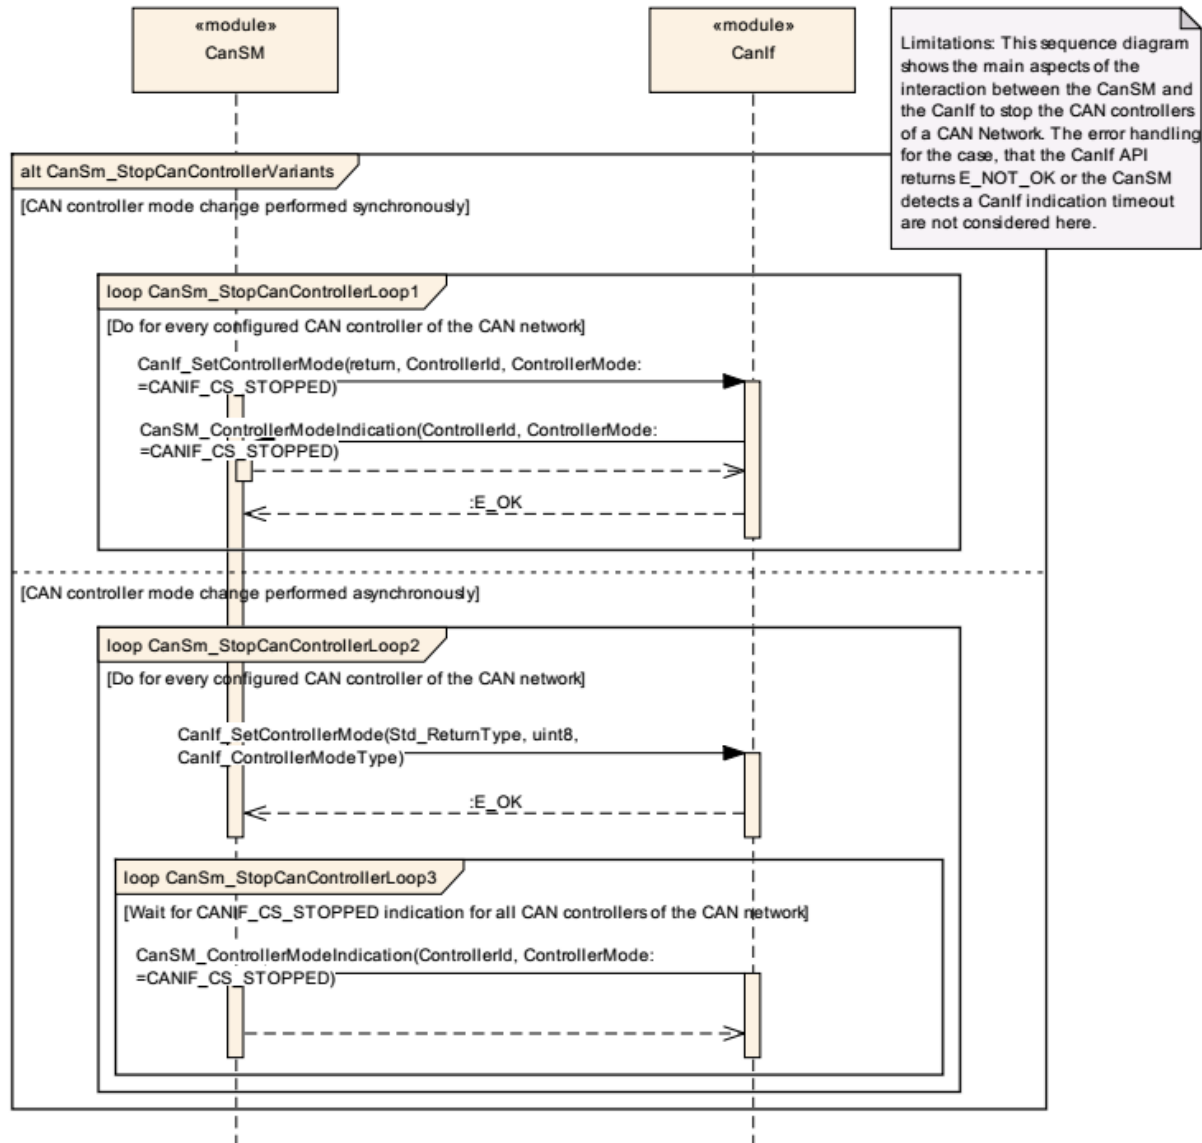 «module»
CanSM
«module»
CanIf
Limitations: This sequence diagram
shows the main aspects of the
interaction between the CanSM and
the CanIf to stop the CAN controllers
of a CAN Network. The error handling
for the case, that the CanIf API
returns E_NOT_OK or the CanSM
detects a CanIf indication timeout
are not considered here.
alt CanSm_StopCanControllerVariants
[CAN controller mode change performed synchronously]
loop CanSm_StopCanControllerLoop1
[Do for every configured CAN controller of the CAN network]
CanIf_SetControllerMode(return, ControllerId, ControllerMode:
=CANIF_CS_STOPPED)
CanSM_ControllerModeIndication(ControllerId, ControllerMode:
=CANIF_CS_STOPPED)
:E_OK
[CAN controller mode change performed asynchronously]
loop CanSm_StopCanControllerLoop2
[Do for every configured CAN controller of the CAN network]
CanIf_SetControllerMode(Std_ReturnType, uint8,
CanIf_ControllerModeType)
:E_OK
loop CanSm_StopCanControllerLoop3
[Wait for CANIF_CS_STOPPED indication for all CAN controllers of the CAN network]
CanSM_ControllerModeIndication(ControllerId, ControllerMode:
=CANIF_CS_STOPPED)